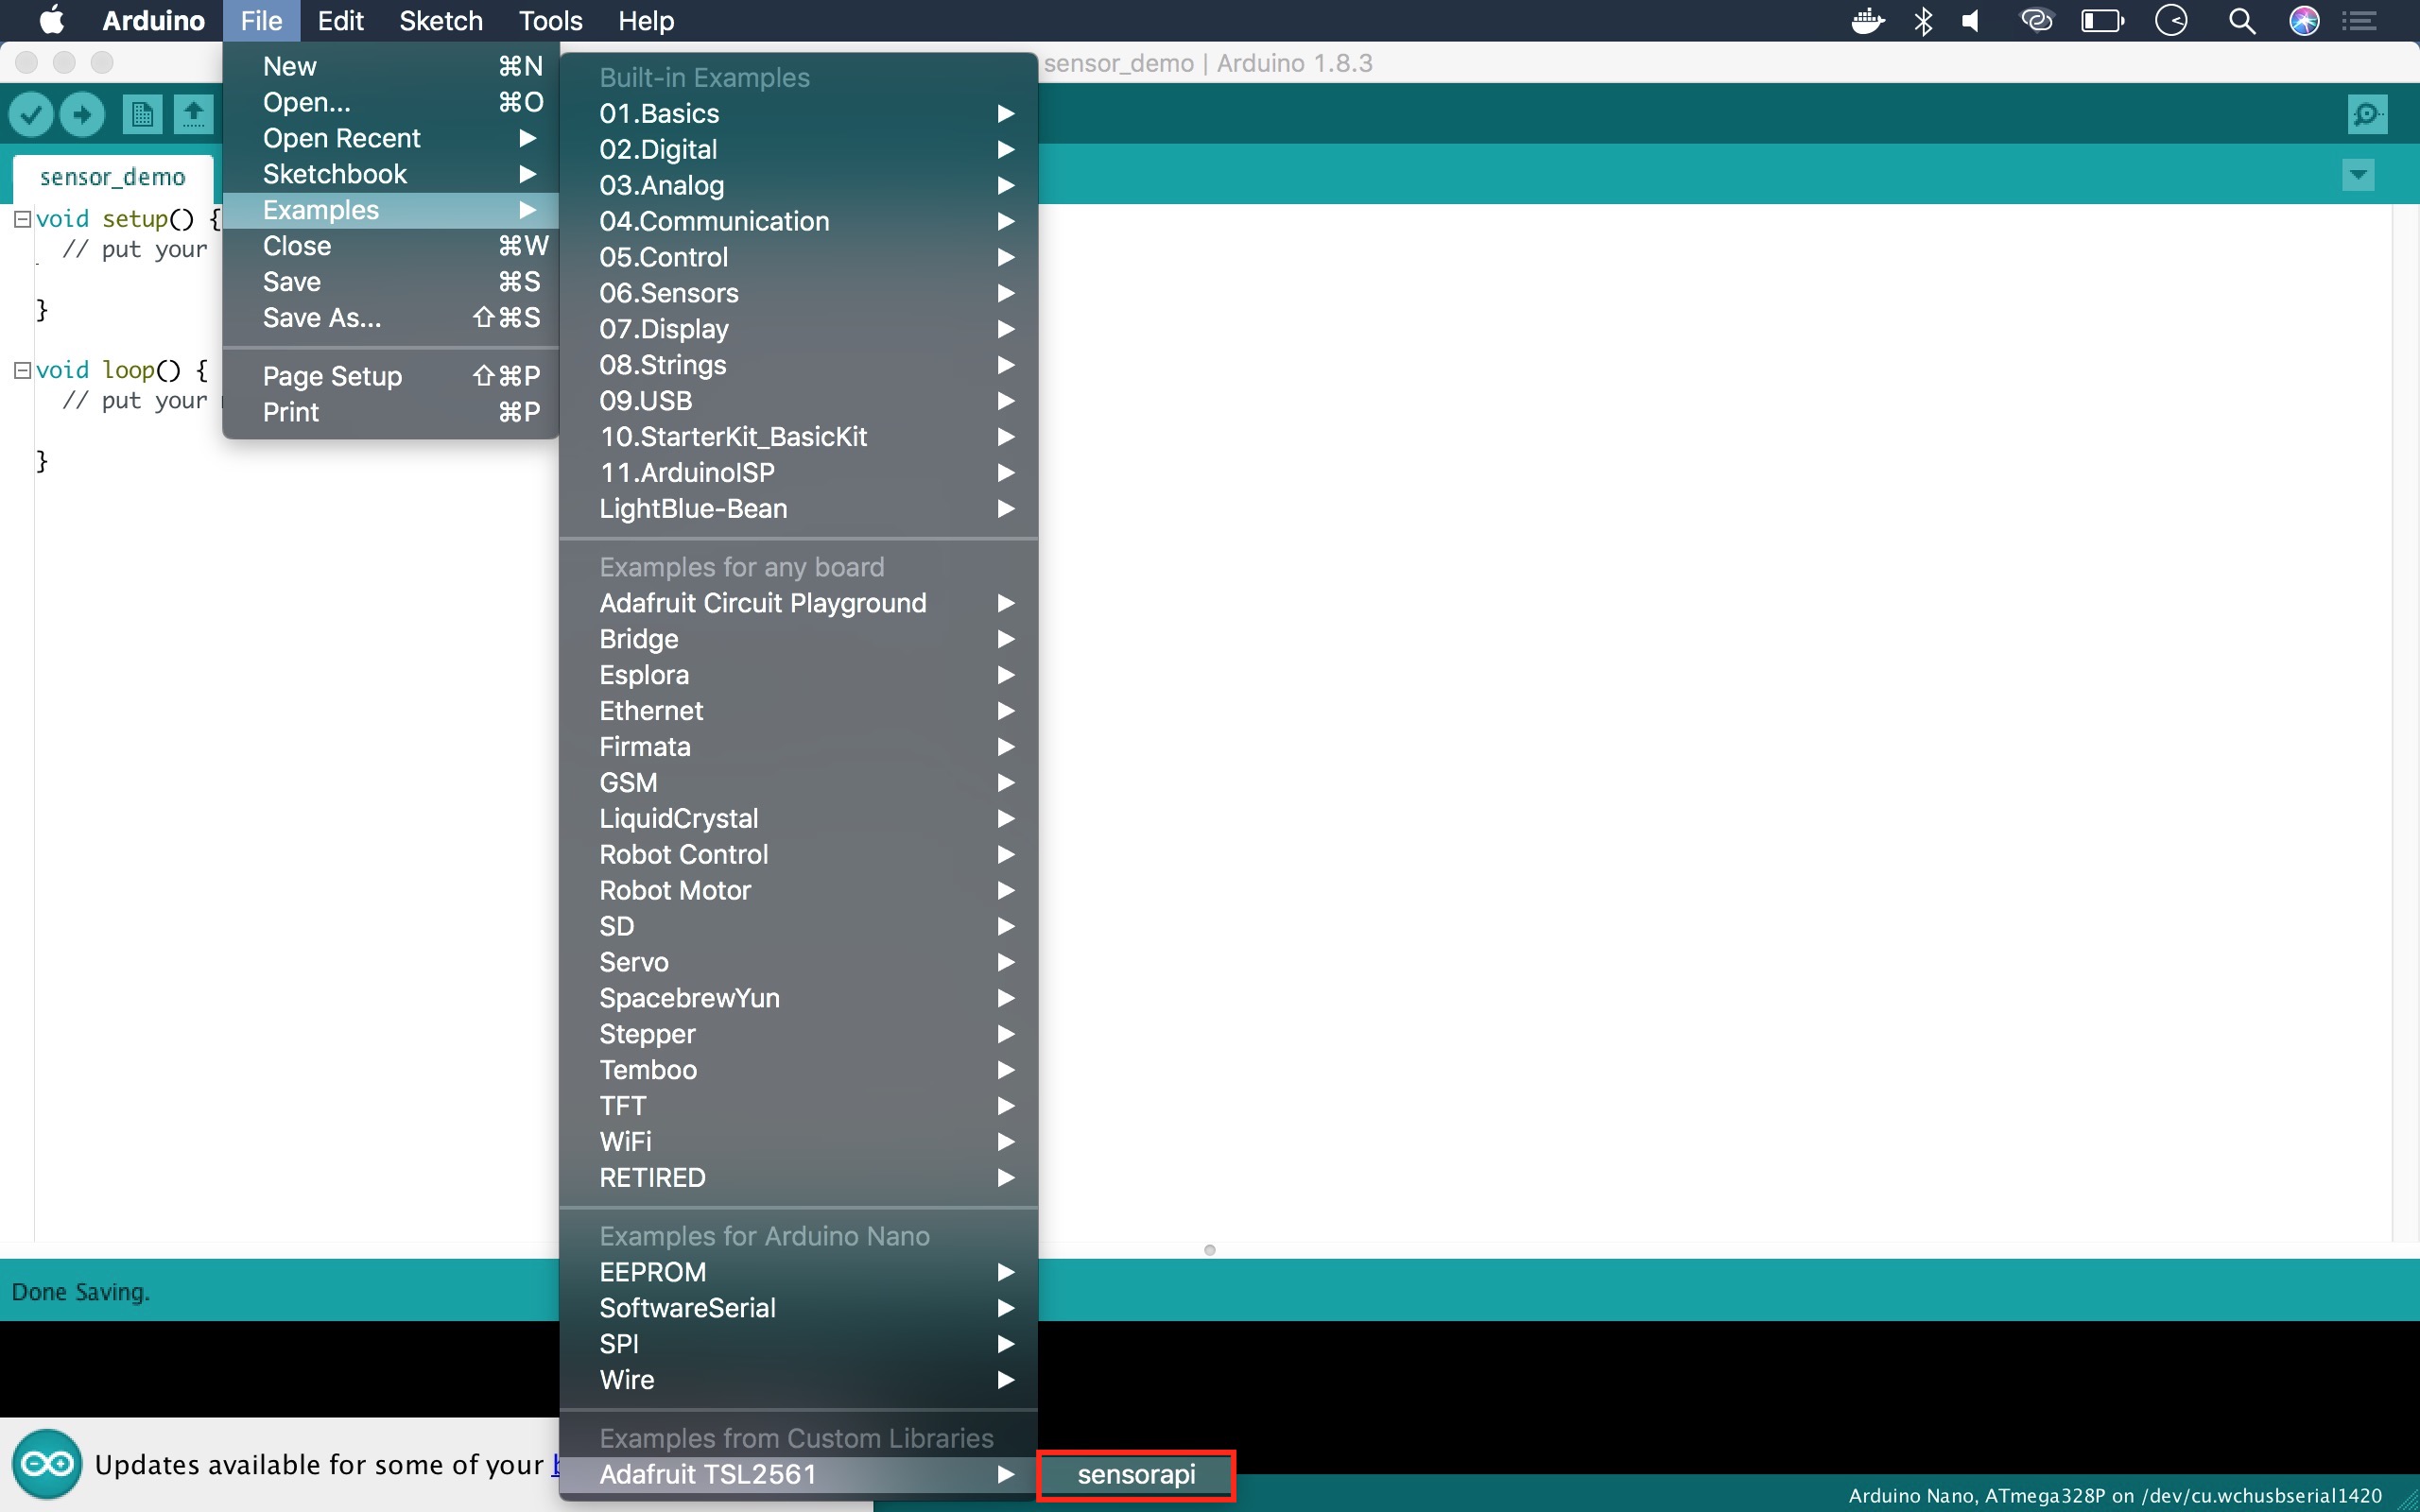 Arduino File Edit Sketch Tools Help
sensor_demo | Arduino 1.8.3
sensor_demo
void setup() {
// put your
}
void loop() {
// put your
}
New ⌘N
Open... ⌘O
Open Recent
Sketchbook
Examples
Close ⌘W
Save ⌘S
Save As... ⇧⌘S
Page Setup ⇧⌘P
Print ⌘P
Built-in Examples
01.Basics
02.Digital
03.Analog
04.Communication
05.Control
06.Sensors
07.Display
08.Strings
09.USB
10.StarterKit_BasicKit
11.ArduinoISP
LightBlue-Bean
Examples for any board
Adafruit Circuit Playground
Bridge
Esplora
Ethernet
Firmata
GSM
LiquidCrystal
Robot Control
Robot Motor
SD
Servo
SpacebrewYun
Stepper
Temboo
TFT
WiFi
RETIRED
Examples for Arduino Nano
EEPROM
SoftwareSerial
SPI
Wire
Examples from Custom Libraries
Adafruit TSL2561
sensorapi
Done Saving.
Updates available for some of your
Arduino Nano, ATmega328P on /dev/cu.wchusbserial1420